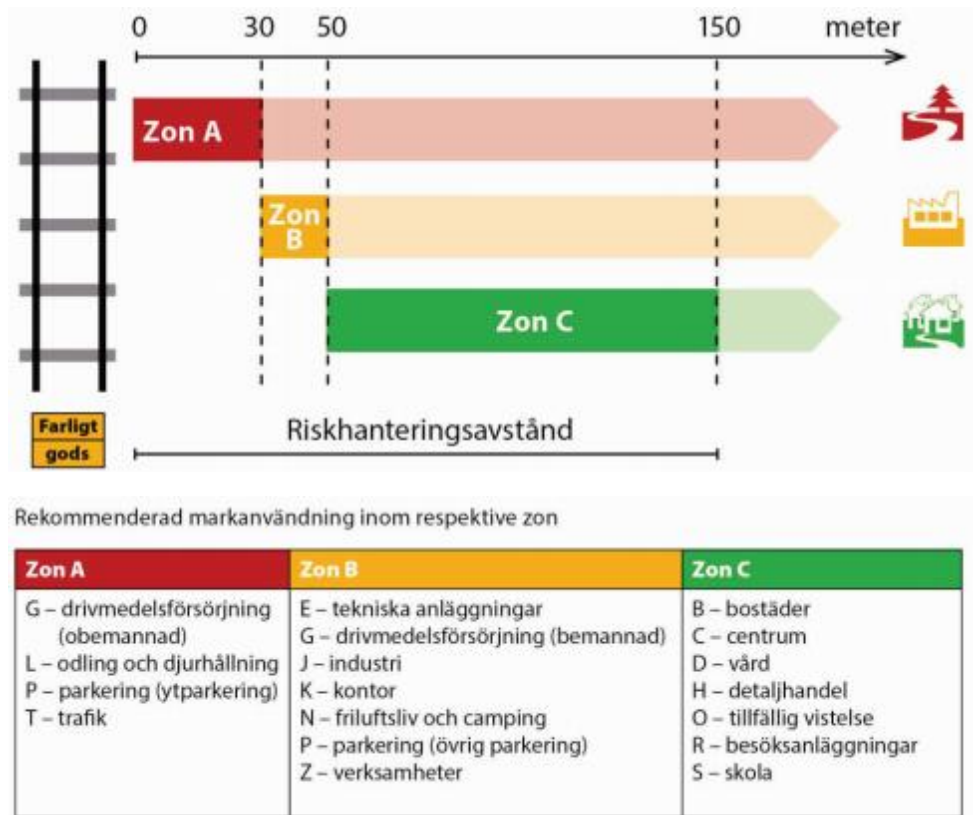 0 30 50 150 meter
Zon A
Zon
B
Zon C
Farligt
gods
Riskhanteringsavstånd
Rekommenderad markanvändning inom respektive zon
Zon A
G – drivmedelsförsörjning
(obemannad)
L – odling och djurhållning
P – parkering (ytparkering)
T – trafik
Zon B
E – tekniska anläggningar
G – drivmedelsförsörjning (bemannad)
J – industri
K – kontor
N – friluftsliv och camping
P – parkering (övrig parkering)
Z – verksamheter
Zon C
B – bostäder
C – centrum
D – vård
H – detaljhandel
O – tillfällig vistelse
R – besöksanläggningar
S – skola